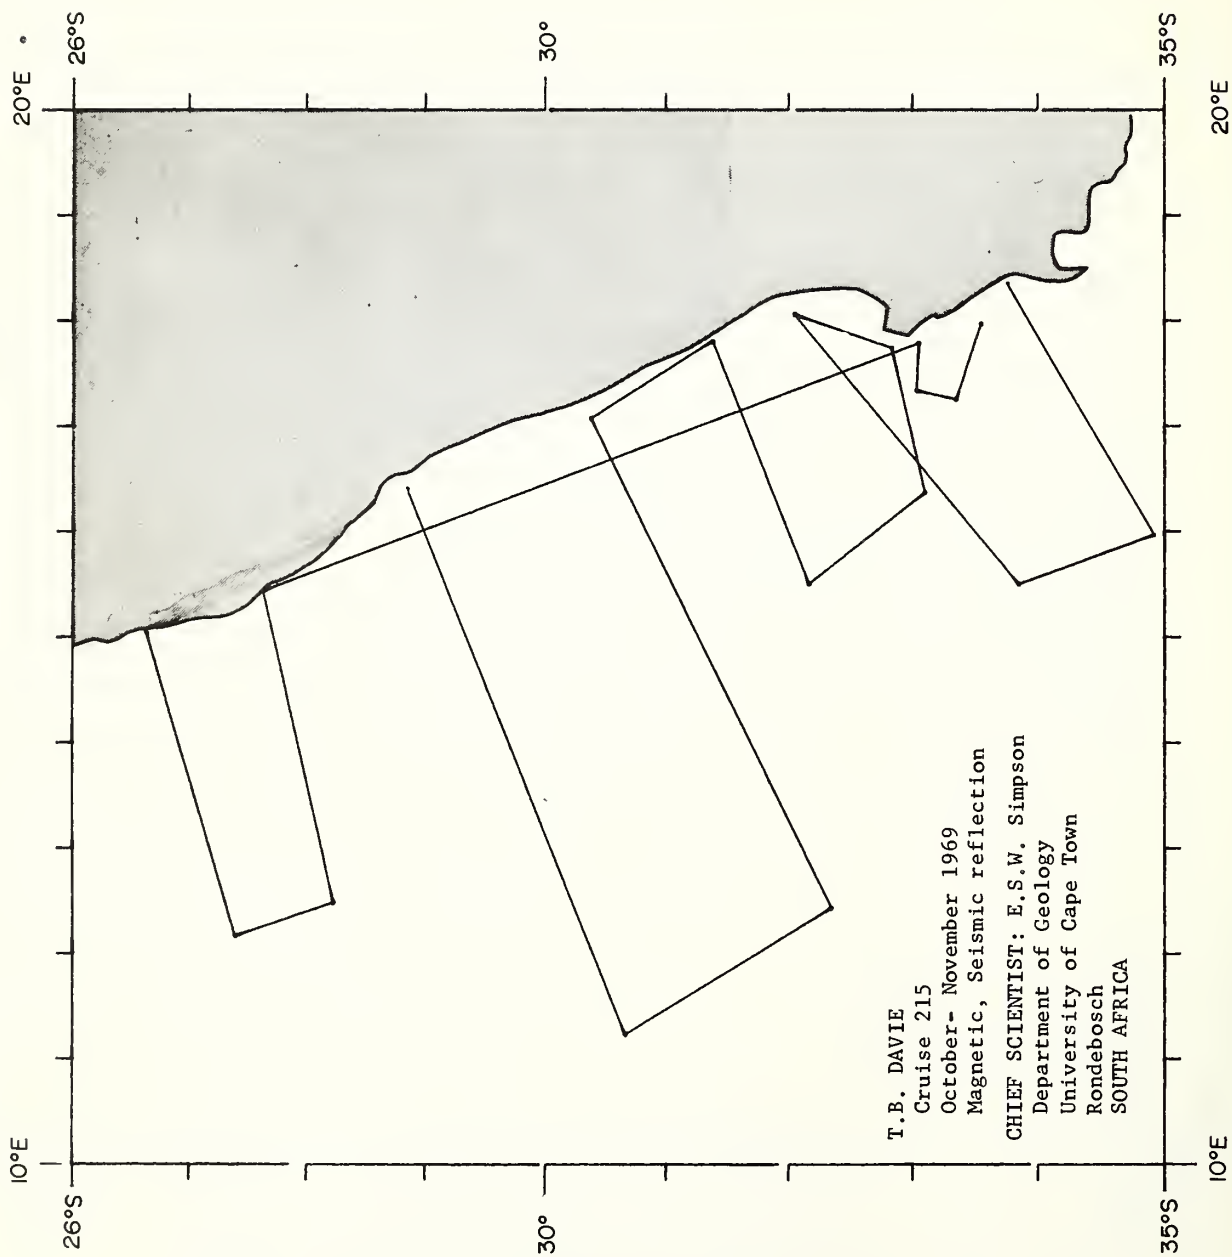 20°E
26°S
30°
35°S
20°E
10°E
26°S
30°
35°S
10°E
T.B. DAVIE
Cruise 215
October- November 1969
Magnetic, Seismic reflection
CHIEF SCIENTIST: E.S.W. Simpson
Department of Geology
University of Cape Town
Rondebosch
SOUTH AFRICA